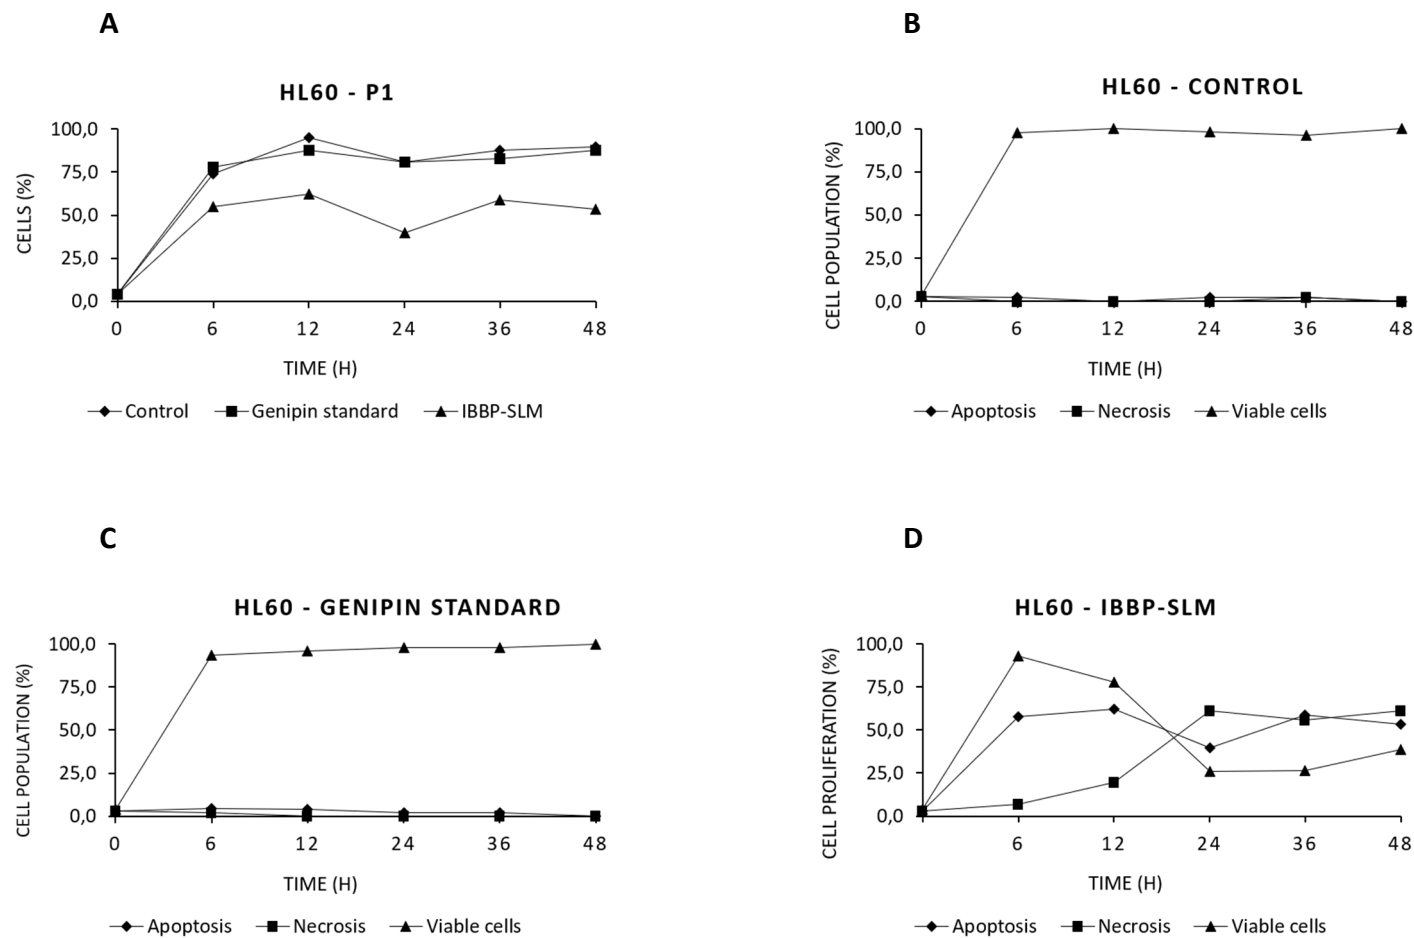 A
HL60 - P1
CELLS (%)
100,0
75,0
50,0
25,0
0,0
0 6 12 24 36 48
TIME (H)
Control Genipin standard IBBP-SLM
B
HL60 - CONTROL
CELL POPULATION (%)
100,0
75,0
50,0
25,0
0,0
0 6 12 24 36 48
TIME (H)
Apoptosis Necrosis Viable cells
C
HL60 - GENIPIN STANDARD
CELL POPULATION (%)
100,0
75,0
50,0
25,0
0,0
0 6 12 24 36 48
TIME (H)
Apoptosis Necrosis Viable cells
D
HL60 - IBBP-SLM
CELL PROLIFERATION (%)
100,0
75,0
50,0
25,0
0,0
6 12 24 36 48
TIME (H)
Apoptosis Necrosis Viable cells